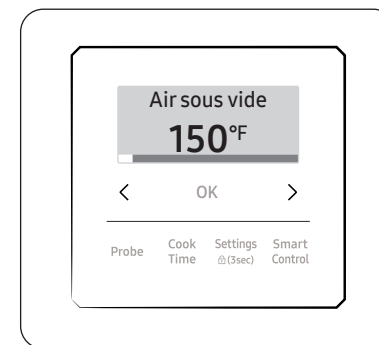 Air sous vide
150°F
< OK >
Probe Cook Time Settings (3sec) Smart Control